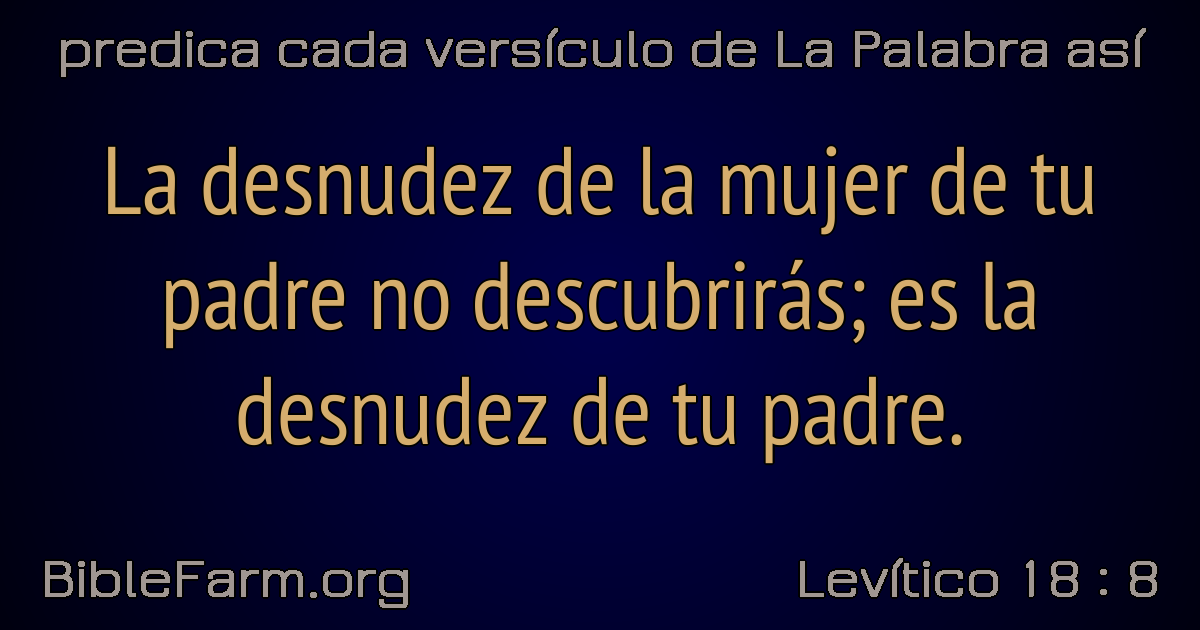 predica cada versículo de La Palabra así
La desnudez de la mujer de tu
padre no descubrirás; es la
desnudez de tu padre.
BibleFarm.org
Levítico 18 : 8